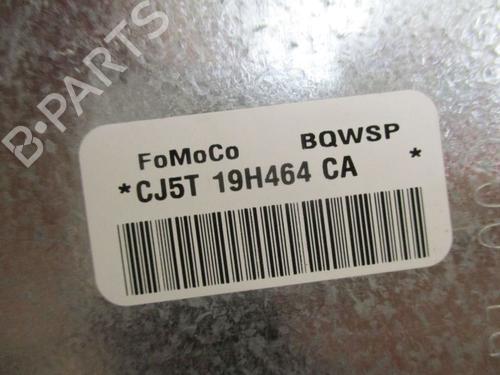 B-PARTS
FoMoCo BQWSP
*CJ5T 19H464 CA *